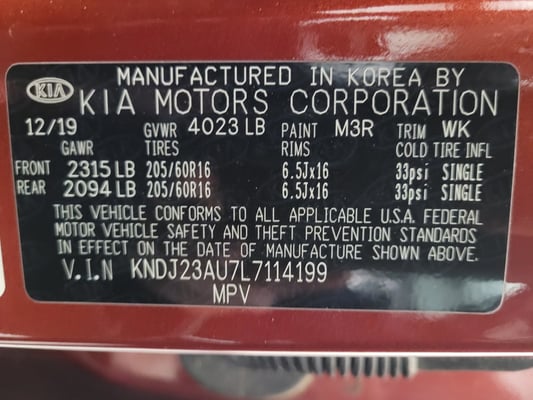 MANUFACTURED IN KOREA BY
KIA KIA MOTORS CORPORATION
12/19 GVWR 4023 LB PAINT M3R TRIM WK
GAWR TIRES RIMS COLD TIRE INFL
FRONT 2315 LB 205/60R16 6.5Jx16 33psi SINGLE
REAR 2094 LB 205/60R16 6.5Jx16 33psi SINGLE
THIS VEHICLE CONFORMS TO ALL APPLICABLE U.S.A. FEDERAL
MOTOR VEHICLE SAFETY AND THEFT PREVENTION STANDARDS
IN EFFECT ON THE DATE OF MANUFACTURE SHOWN ABOVE.
V.I.N KNDJ23AU7L7114199
MPV